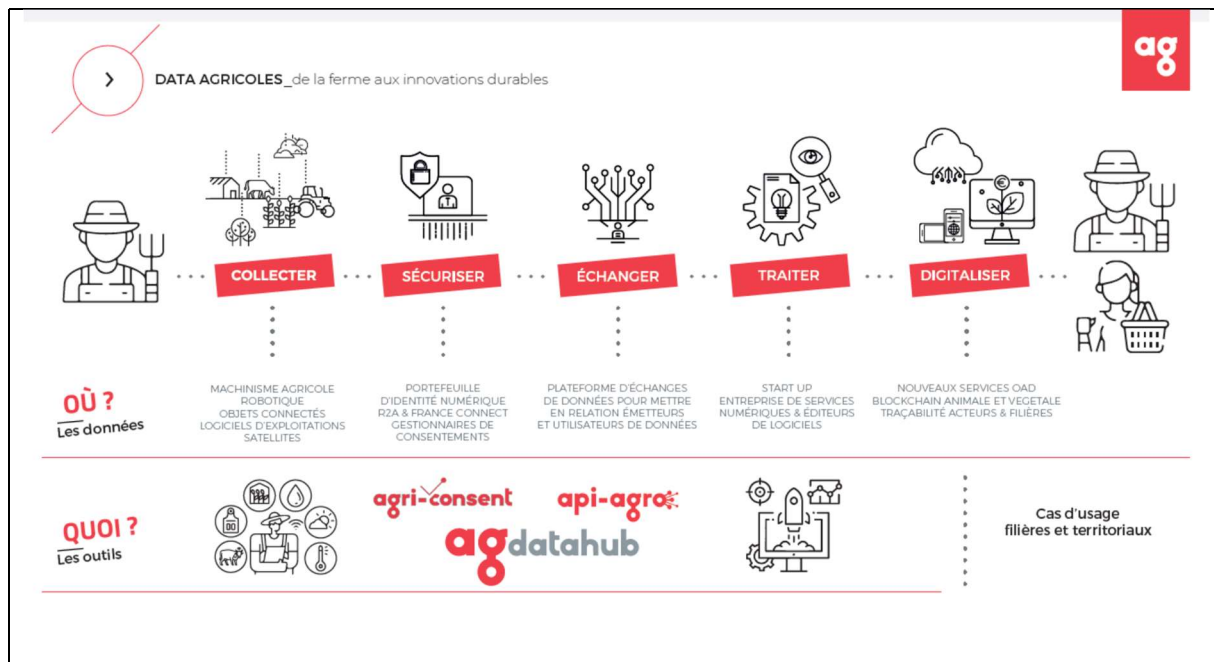 ag
DATA AGRICOLES_de la ferme aux innovations durables
COLLECTER
SÉCURISER
ÉCHANGER
TRAITER
DIGITALISER
OÙ ?
Les données
MACHINISME AGRICOLE
ROBOTIQUE
OBJETS CONNECTÉS
LOGICIELS D'EXPLOITATIONS
SATELLITES
PORTEFEUILLE
D'IDENTITÉ NUMÉRIQUE
R2A & FRANCE CONNECT
GESTIONNAIRES DE
CONSENTEMENTS
PLATEFORME D'ÉCHANGES
DE DONNÉES POUR METTRE
EN RELATION ÉMETTEURS
ET UTILISATEURS DE DONNÉES
START UP
ENTREPRISE DE SERVICES
NUMÉRIQUES & ÉDITEURS
DE LOGICIELS
NOUVEAUX SERVICES OAD
BLOCKCHAIN ANIMALE ET VEGETALE
TRAÇABILITÉ ACTEURS & FILIÈRES
QUOI ?
Les outils
agri-consent
api-agro
agdatahub
Cas d'usage
filières et territoriaux